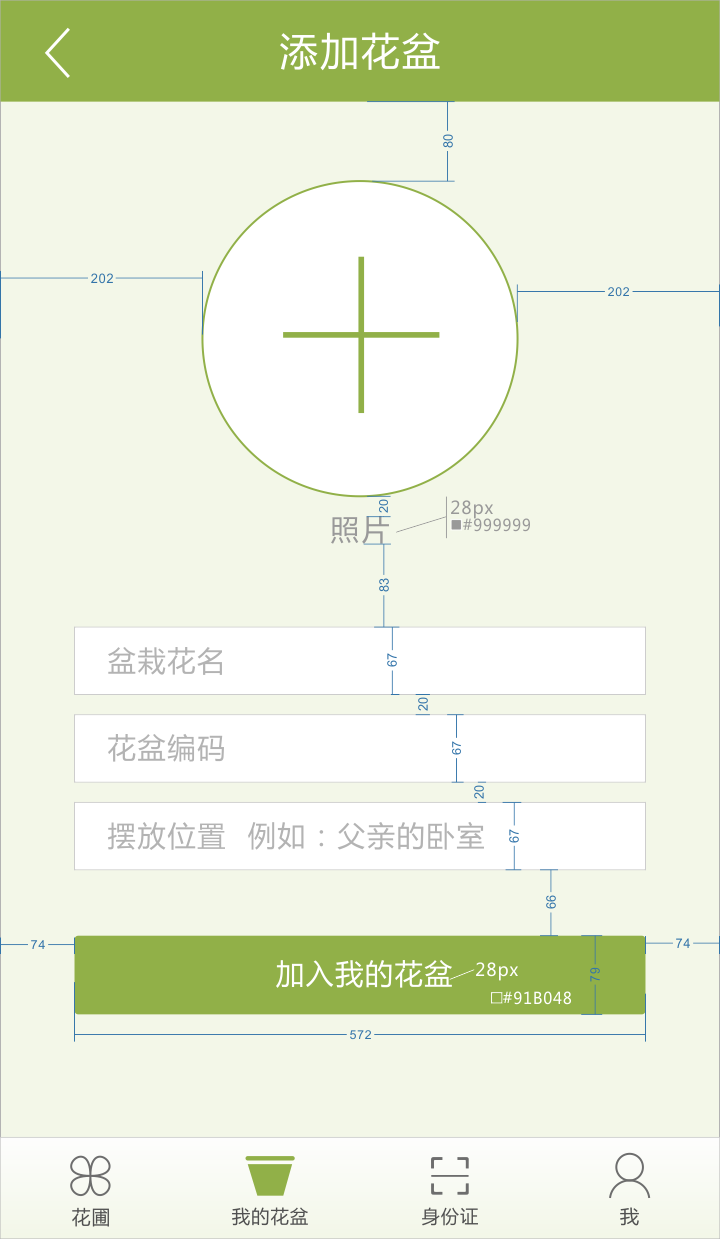 添加花盆
80
202
202
20
28px
#999999
照片
83
盆栽花名
67
20
花盆编码
67
20
摆放位置 例如：父亲的卧室
67
66
74
74
加入我的花盆
28px
79
#91B048
572
花圃
我的花盆
身份证
我